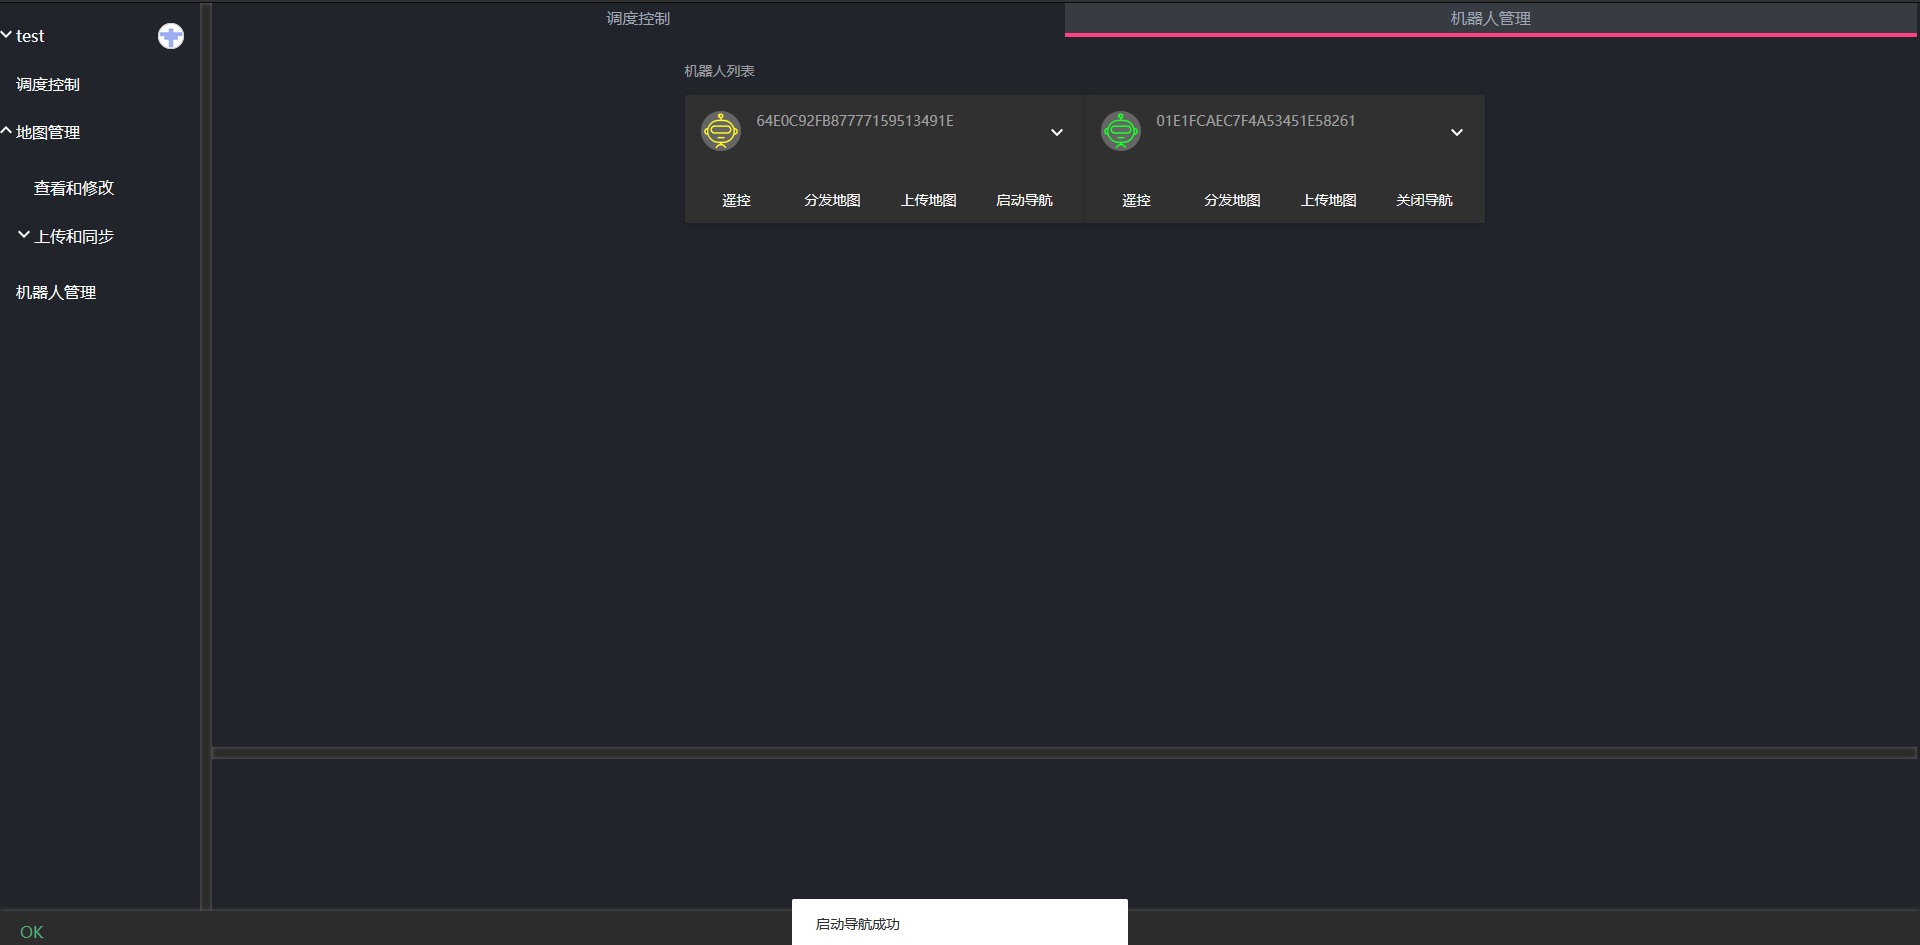 test
调度控制
地图管理
查看和修改
上传和同步
机器人管理
调度控制
机器人管理
机器人列表
64E0C92FB87777159513491E
遥控 分发地图 上传地图 启动导航
01E1FCAEC7F4A53451E58261
遥控 分发地图 上传地图 关闭导航
OK
启动导航成功